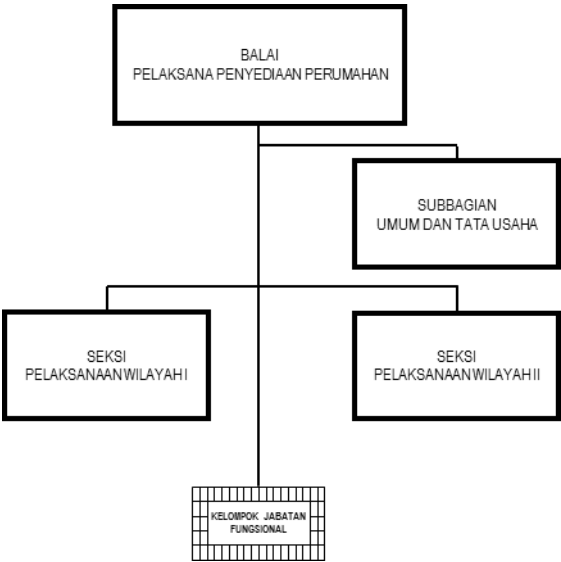 BALAI
PELAKSANA PENYEDIAAN PERUMAHAN
SUBBAGIAN
UMUM DAN TATA USAHA
SEKSI
PELAKSANAAN WILAYAH I
SEKSI
PELAKSANAAN WILAYAH II
KELOMPOK JABATAN
FUNGSIONAL